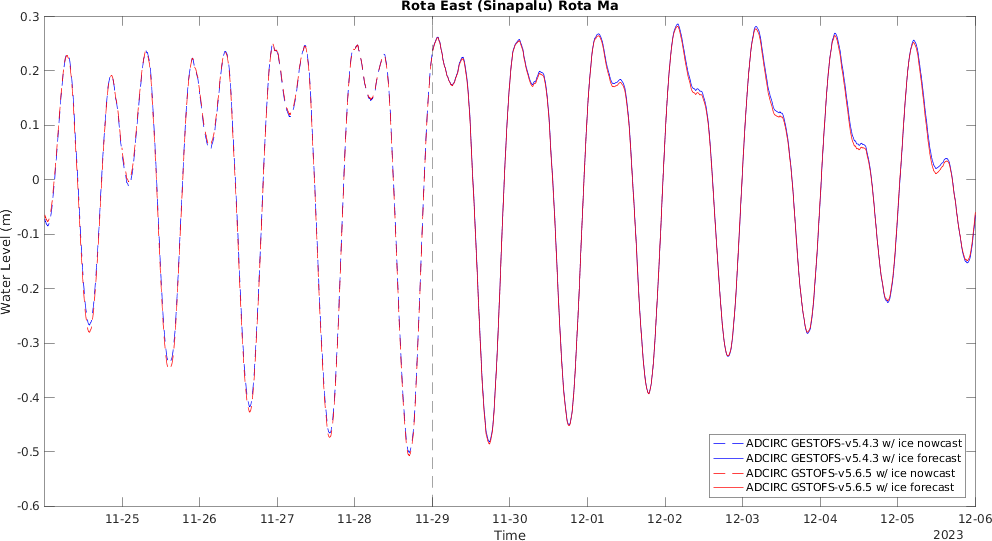 Rota East (Sinapalu) Rota Ma
0.3
0.2
0.1
0
-0.1
-0.2
-0.3
-0.4
-0.5
-0.6
Water Level (m)
ADCIRC GESTOFS-v5.4.3 w/ ice nowcast
ADCIRC GESTOFS-v5.4.3 w/ ice forecast
ADCIRC GSTOFS-v5.6.5 w/ ice nowcast
ADCIRC GSTOFS-v5.6.5 w/ ice forecast
11-25 11-26 11-27 11-28 11-29 11-30 12-01 12-02 12-03 12-04 12-05 12-06
Time
2023